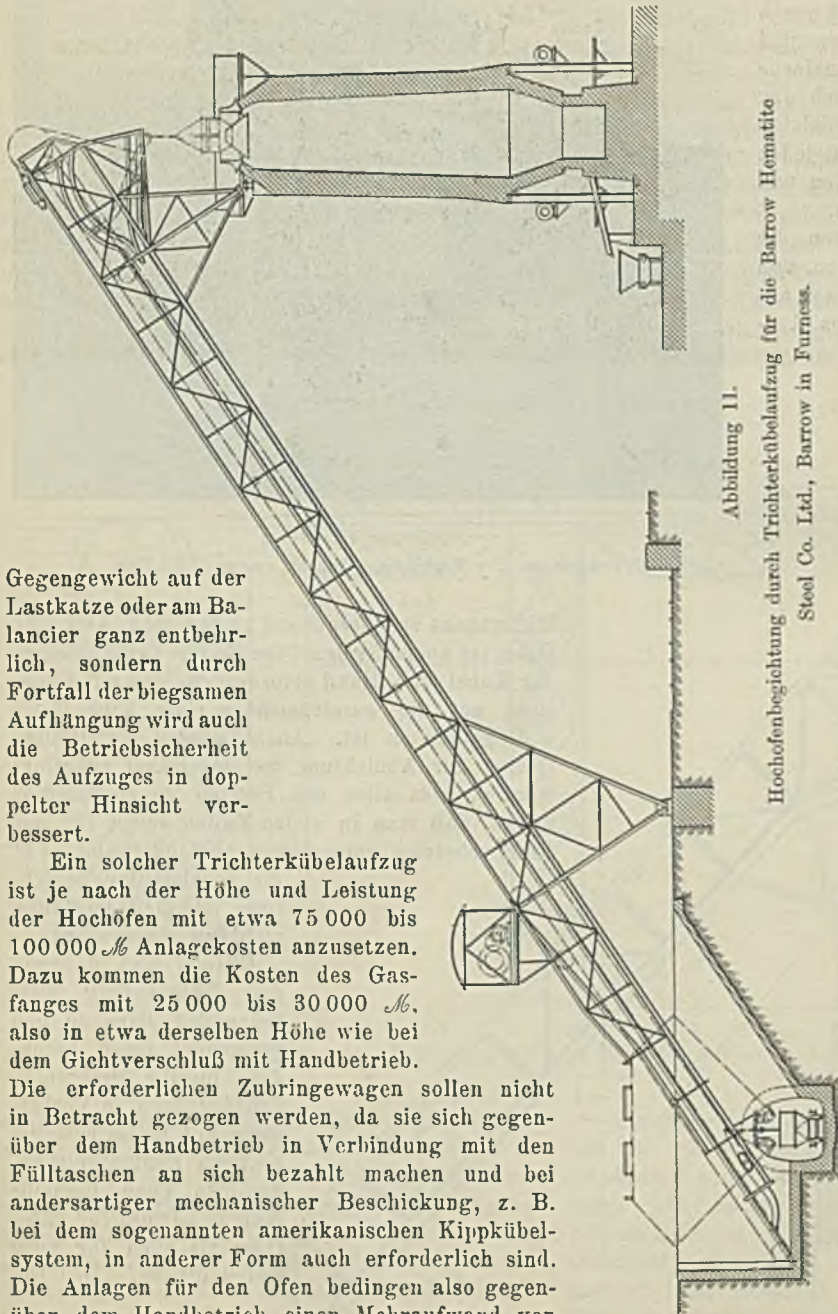 Gegengewicht auf der
Lastkatze oder am Ba-
lancier ganz entbehr-
lich, sondern durch
Fortfall der biegsamen
Aufhängung wird auch
die Betriebsicherheit
des Aufzuges in dop-
pelter Hinsicht ver-
bessert.
Ein solcher Trichterkübelaufzug
ist je nach der Höhe und Leistung
der Hochöfen mit etwa 75 000 bis
100 000 ℳ Anlagekosten anzusetzen.
Dazu kommen die Kosten des Gas-
fanges mit 25 000 bis 30 000 ℳ,
also in etwa derselben Höhe wie bei
dem Gichtverschluß mit Handbetrieb.
Die erforderlichen Zubringewagen sollen nicht
in Betracht gezogen werden, da sie sich gegen-
über dem Handbetrieb in Verbindung mit den
Fülltaschen an sich bezahlt machen und bei
andersartiger mechanischer Beschickung, z. B.
bei dem sogenannten amerikanischen Kippkübel-
system, in anderer Form auch erforderlich sind.
Die Anlagen für den Ofen bedingen also gegen-
über dem Handbetrieb einen Mehraufwand von
Abbildung 11.
Hochofenbegichtung durch Trichterkübelaufzug für die Barrow Hematite
Steel Co. Ltd., Barrow in Furness.